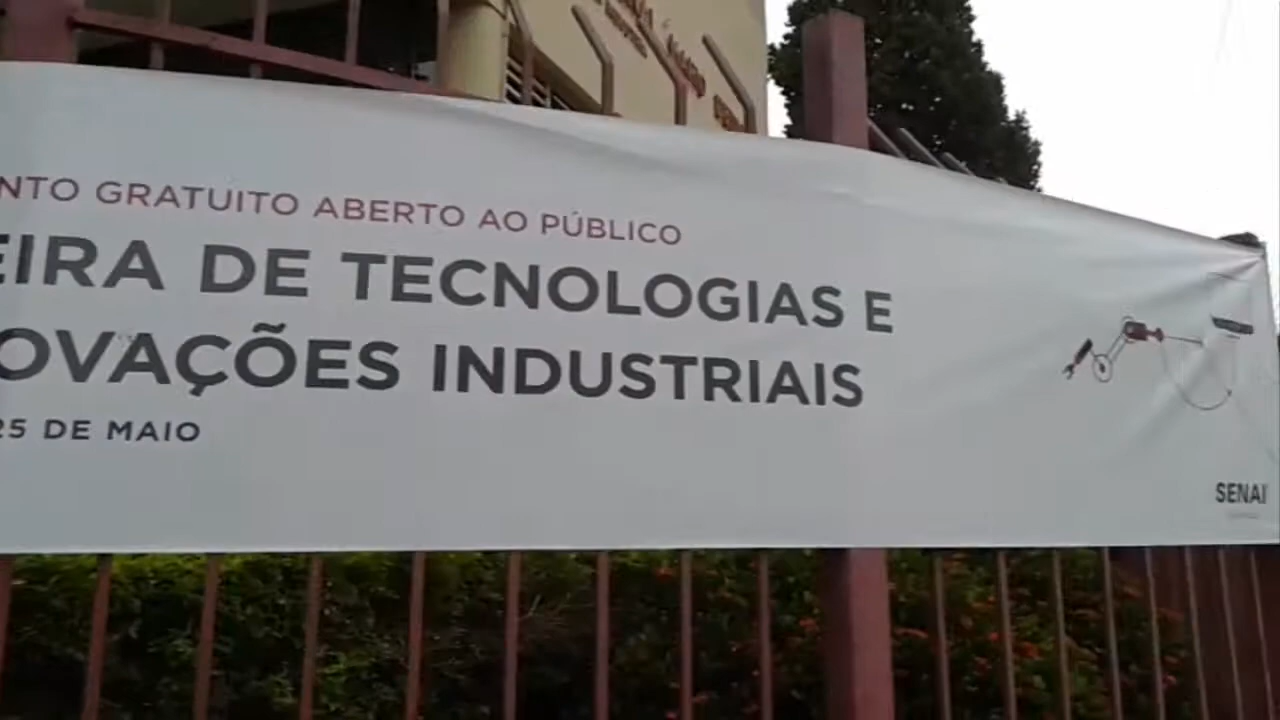 NTO GRATUITO ABERTO AO PÚBLICO
EIRA DE TECNOLOGIAS E
OVAÇÕES INDUSTRIAIS
25 DE MAIO
SENAI